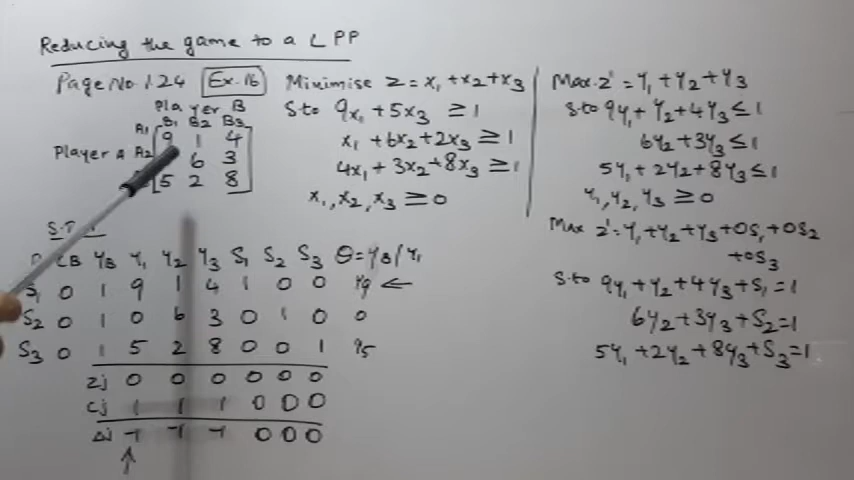 Reducing the game to a LPP
Page No. 124 Ex. 16
Player B
B1 B2 B3
A1 9 1 4
Player A A2 6 3
5 2 8
Minimise Z = x1 + x2 + x3
S to 9x1 + 5x3 ≥ 1
x1 + 6x2 + 2x3 ≥ 1
4x1 + 3x2 + 8x3 ≥ 1
x1, x2, x3 ≥ 0
Max Z' = Y1 + Y2 + Y3
S to 9Y1 + Y2 + 4Y3 ≤ 1
6Y2 + 3Y3 ≤ 1
5Y1 + 2Y2 + 8Y3 ≤ 1
Y1, Y2, Y3 ≥ 0
Max Z' = Y1 + Y2 + Y3 + 0S1 + 0S2
+ 0S3
S to 9Y1 + Y2 + 4Y3 + S1 = 1
6Y2 + 3Y3 + S2 = 1
5Y1 + 2Y2 + 8Y3 + S3 = 1
CB YB Y1 Y2 Y3 S1 S2 S3 θ = YB/Y1
S1 0 1 9 1 4 1 0 0 1/9 ←
S2 0 1 0 6 3 0 1 0 0
S3 0 1 5 2 8 0 0 1 1/5
Zj 0 0 0 0 0 0
Cj 1 1 1 0 0 0
Δj -1 -1 -1 0 0 0
↑